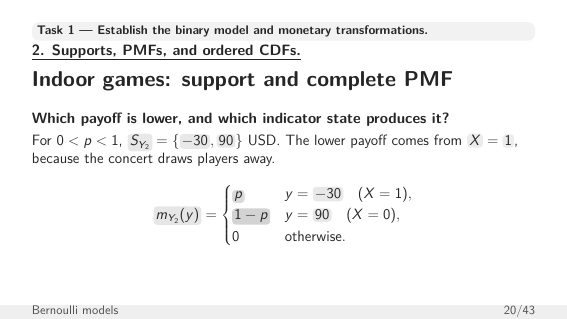 Task 1 — Establish the binary model and monetary transformations.
2. Supports, PMFs, and ordered CDFs.
Indoor games: support and complete PMF
Which payoff is lower, and which indicator state produces it?
For 0 < p < 1, S_{Y_2} = {−30, 90} USD. The lower payoff comes from X = 1,
because the concert draws players away.
m_{Y_2}(y) = {
p y = −30 (X = 1),
1 − p y = 90 (X = 0),
0 otherwise.
Bernoulli models 20/43